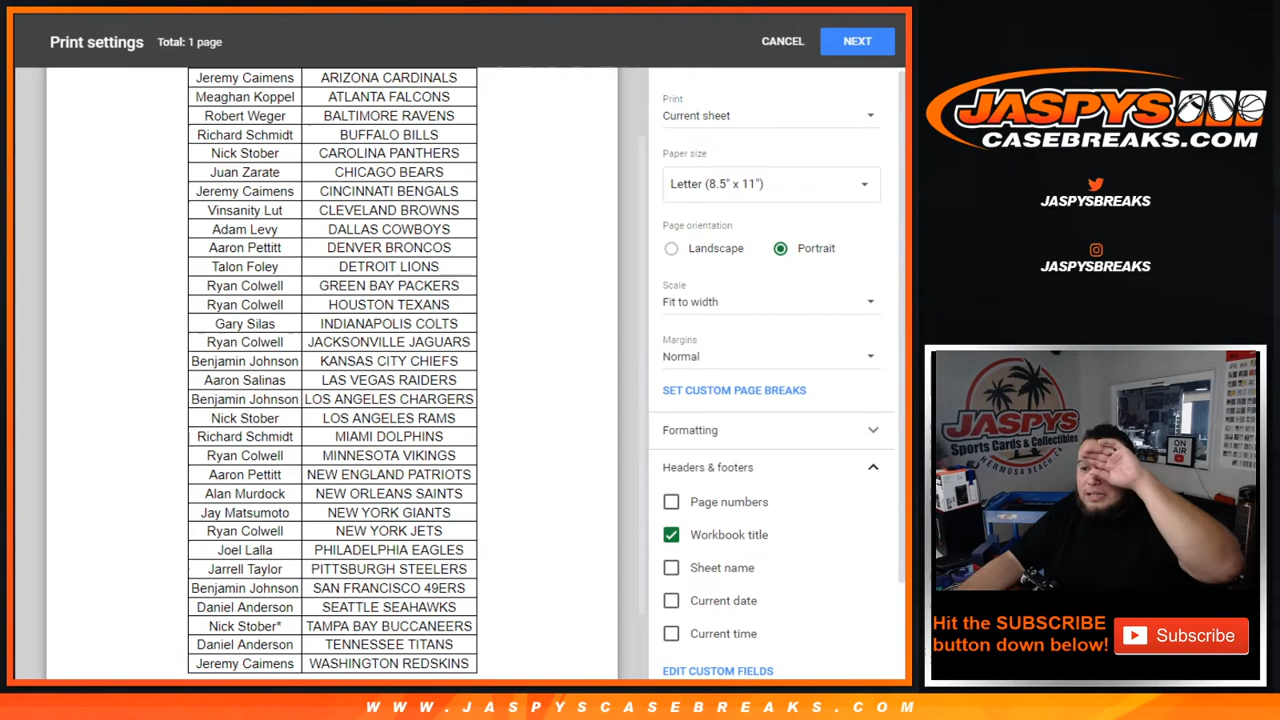 Print settings Total: 1 page CANCEL NEXT
Jeremy Caimens ARIZONA CARDINALS
Meaghan Koppel ATLANTA FALCONS
Robert Weger BALTIMORE RAVENS
Richard Schmidt BUFFALO BILLS
Nick Stober CAROLINA PANTHERS
Juan Zarate CHICAGO BEARS
Jeremy Caimens CINCINNATI BENGALS
Vinsanity Lut CLEVELAND BROWNS
Adam Levy DALLAS COWBOYS
Aaron Pettitt DENVER BRONCOS
Talon Foley DETROIT LIONS
Ryan Colwell GREEN BAY PACKERS
Ryan Colwell HOUSTON TEXANS
Gary Silas INDIANAPOLIS COLTS
Ryan Colwell JACKSONVILLE JAGUARS
Benjamin Johnson KANSAS CITY CHIEFS
Aaron Salinas LAS VEGAS RAIDERS
Benjamin Johnson LOS ANGELES CHARGERS
Nick Stober LOS ANGELES RAMS
Richard Schmidt MIAMI DOLPHINS
Ryan Colwell MINNESOTA VIKINGS
Aaron Pettitt NEW ENGLAND PATRIOTS
Alan Murdock NEW ORLEANS SAINTS
Jay Matsumoto NEW YORK GIANTS
Ryan Colwell NEW YORK JETS
Joel Lalla PHILADELPHIA EAGLES
Jarrell Taylor PITTSBURGH STEELERS
Benjamin Johnson SAN FRANCISCO 49ERS
Daniel Anderson SEATTLE SEAHAWKS
Nick Stober* TAMPA BAY BUCCANEERS
Daniel Anderson TENNESSEE TITANS
Jeremy Caimens WASHINGTON REDSKINS
Print
Current sheet
Paper size
Letter (8.5" x 11")
Page orientation
Landscape Portrait
Scale
Fit to width
Margins
Normal
SET CUSTOM PAGE BREAKS
Formatting
Headers & footers
Page numbers
Workbook title
Sheet name
Current date
Current time
EDIT CUSTOM FIELDS
JASPYS
CASEBREAKS.COM
JASPYSBREAKS
JASPYSBREAKS
JASPYS
Sports Cards & Collectibles
HERMOSA BEACH CA
ON AIR
Hit the SUBSCRIBE
button down below!
Subscribe
WWW.JASPYSCASEBREAKS.COM